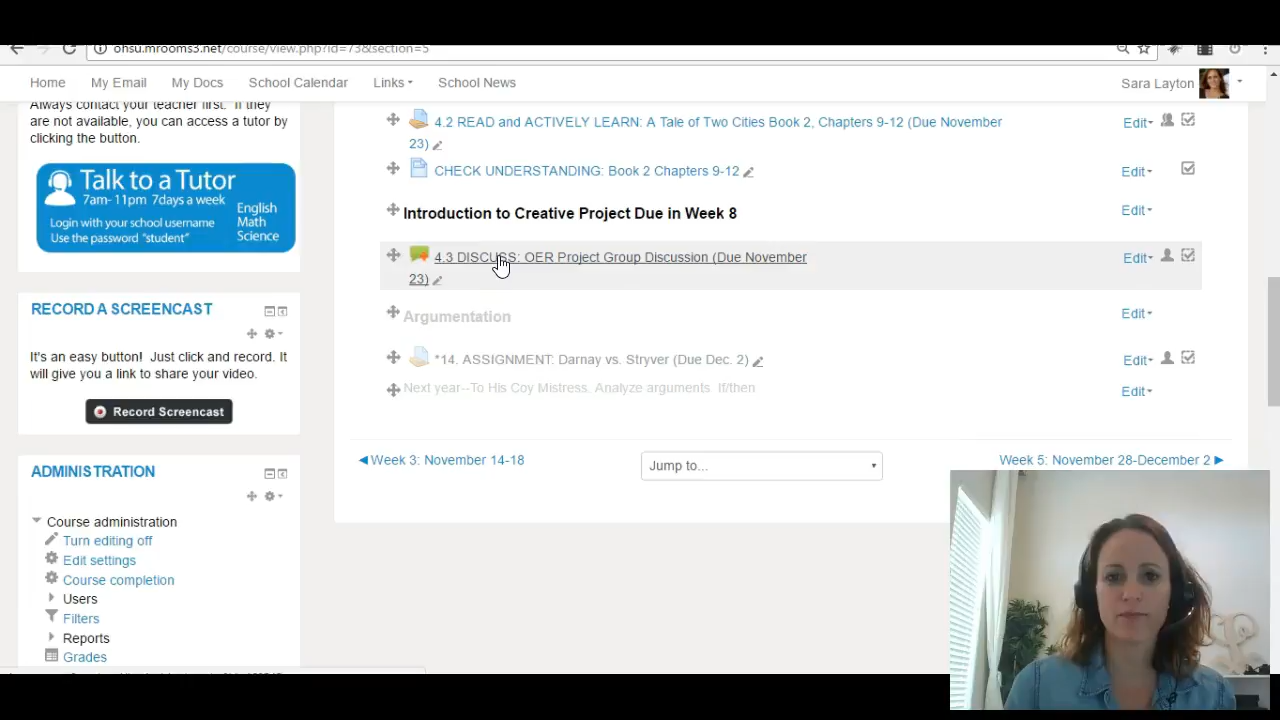 ohsu.mrooms3.net/course/view.php?id=73&section=5
Home My Email My Docs School Calendar Links School News
Sara Layton
Always contact your teacher first. If they
are not available, you can access a tutor by
clicking the button.
Talk to a Tutor
7am- 11pm 7days a week
Login with your school username
Use the password "student"
English
Math
Science
RECORD A SCREENCAST
It's an easy button! Just click and record. It
will give you a link to share your video.
Record Screencast
ADMINISTRATION
Course administration
Turn editing off
Edit settings
Course completion
Users
Filters
Reports
Grades
4.2 READ and ACTIVELY LEARN: A Tale of Two Cities Book 2, Chapters 9-12 (Due November
23)
Edit
CHECK UNDERSTANDING: Book 2 Chapters 9-12
Edit
Introduction to Creative Project Due in Week 8
Edit
4.3 DISCUSS: OER Project Group Discussion (Due November
23)
Edit
Argumentation
Edit
*14. ASSIGNMENT: Darnay vs. Stryver (Due Dec. 2)
Edit
Next year--To His Coy Mistress. Analyze arguments If/then
Edit
Week 3: November 14-18
Jump to...
Week 5: November 28-December 2